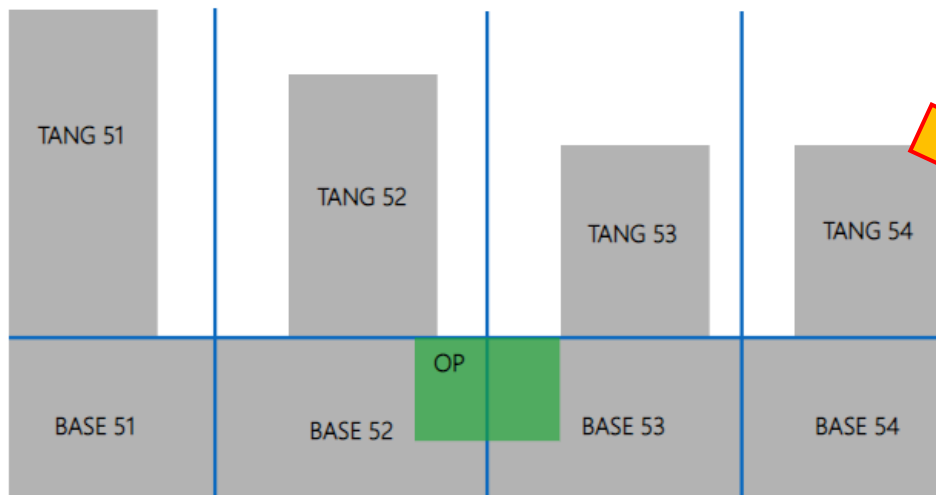 TANG 51
TANG 52
TANG 53
TANG 54
OP
BASE 51
BASE 52
BASE 53
BASE 54